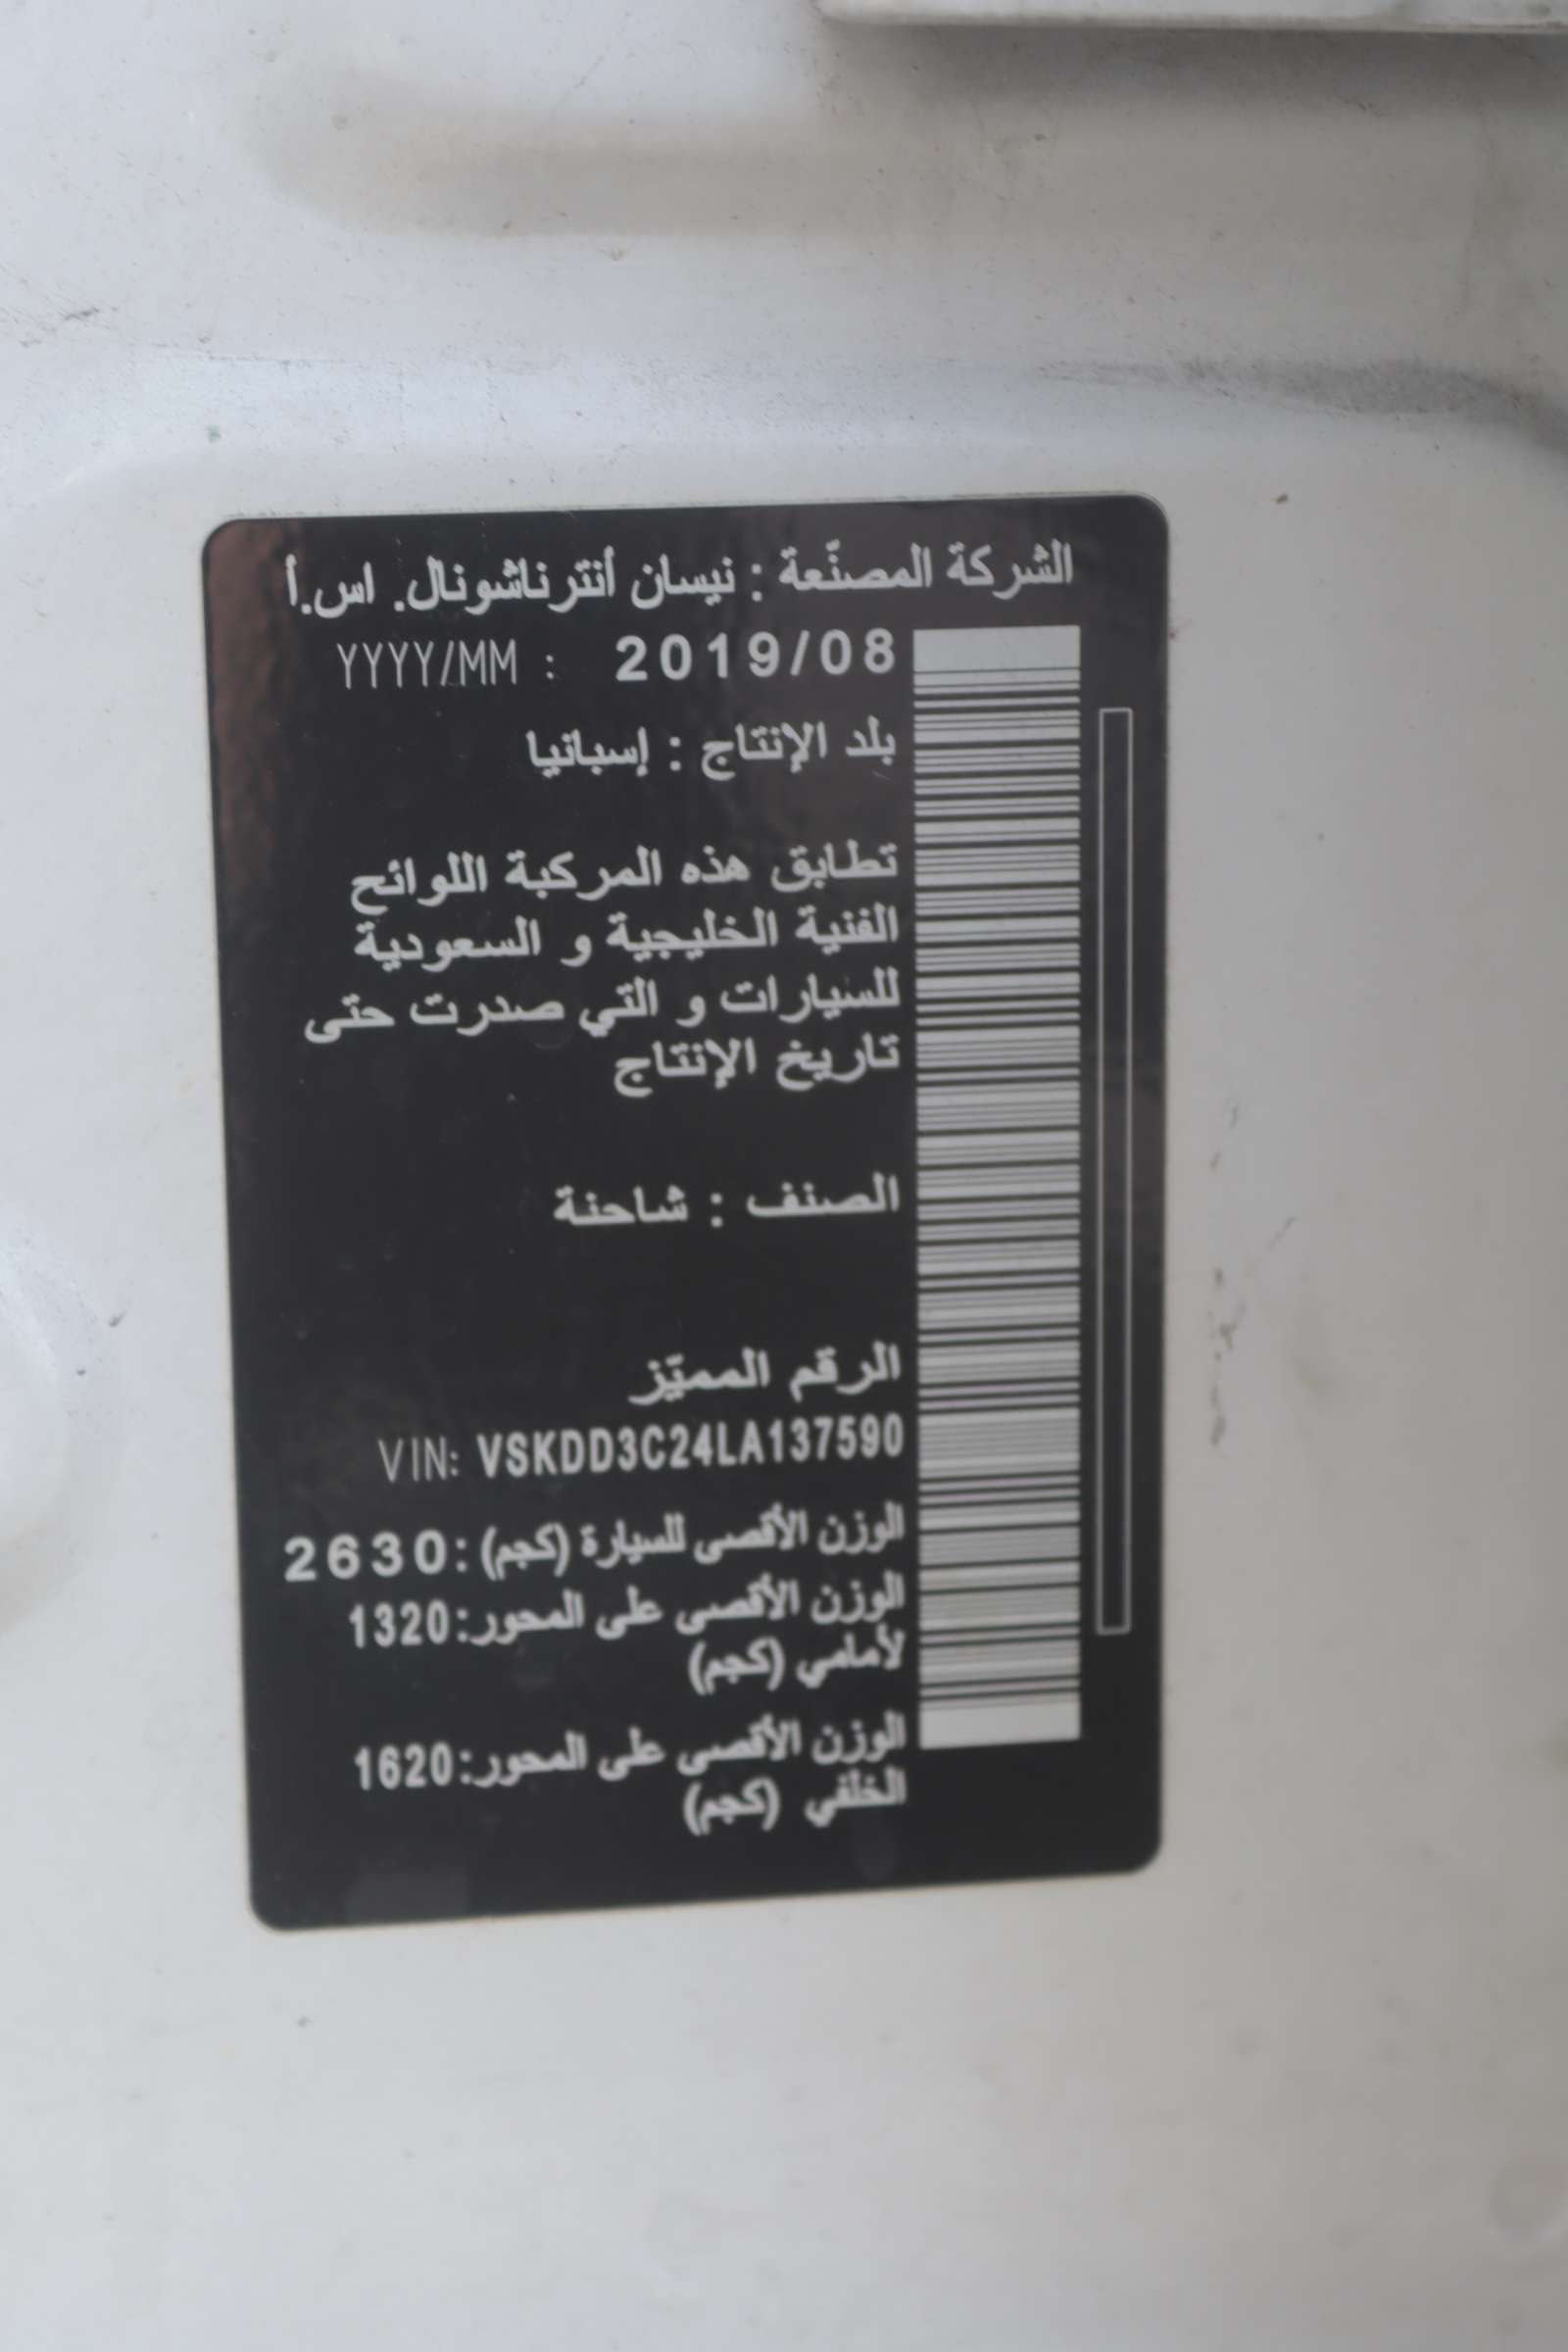 الشركة المصنّعة : نيسان أنترناشونال. اس.أ
YYYY/MM : 2019/08
بلد الإنتاج : إسبانيا
تطابق هذه المركبة اللوائح
الفنية الخليجية و السعودية
للسيارات و التي صدرت حتى
تاريخ الإنتاج
الصنف : شاحنة
الرقم المميّز
VIN: VSKDD3C24LA137590
الوزن الأقصى للسيارة (كجم) :2630
الوزن الأقصى على المحور:1320
لأمامي (كجم)
الوزن الأقصى على المحور:1620
الخلفي (كجم)